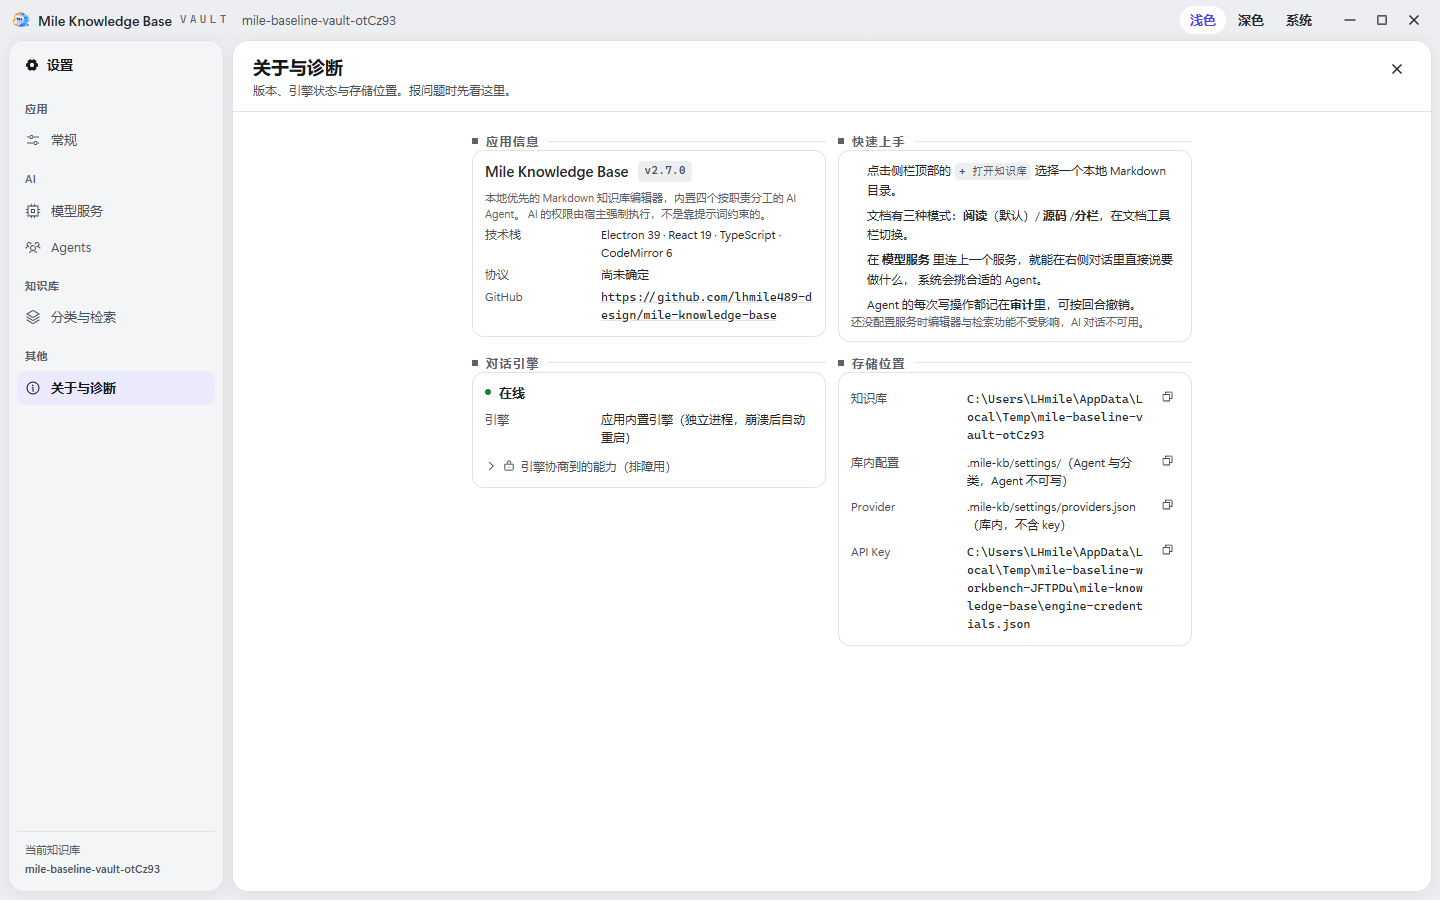 Mile Knowledge Base VAULT mile-baseline-vault-otCz93
浅色 深色 系统
设置
应用
常规
AI
模型服务
Agents
知识库
分类与检索
其他
关于与诊断
当前知识库
mile-baseline-vault-otCz93
关于与诊断
版本、引擎状态与存储位置。报问题时先看这里。
应用信息
Mile Knowledge Base v2.7.0
本地优先的 Markdown 知识库编辑器，内置四个按职责分工的 AI
Agent。 AI 的权限由宿主强制执行，不是靠提示词约束的。
技术栈 Electron 39 · React 19 · TypeScript ·
CodeMirror 6
协议 尚未确定
GitHub https://github.com/lhmile489-d
esign/mile-knowledge-base
快速上手
点击侧栏顶部的 + 打开知识库 选择一个本地 Markdown
目录。
文档有三种模式：阅读（默认）/ 源码 /分栏，在文档工具
栏切换。
在 模型服务 里连上一个服务，就能在右侧对话里直接说要
做什么， 系统会挑合适的 Agent。
Agent 的每次写操作都记在审计里，可按回合撤销。
还没配置服务时编辑器与检索功能不受影响，AI 对话不可用。
对话引擎
在线
引擎 应用内置引擎（独立进程，崩溃后自动
重启）
引擎协商到的能力（排障用）
存储位置
知识库 C:\Users\LHmile\AppData\L
ocal\Temp\mile-baseline-v
ault-otCz93
库内配置 .mile-kb/settings/（Agent 与分
类，Agent 不可写）
Provider .mile-kb/settings/providers.json
（库内，不含 key）
API Key C:\Users\LHmile\AppData\L
ocal\Temp\mile-baseline-w
orkbench-JFTPDu\mile-know
ledge-base\engine-credent
ials.json